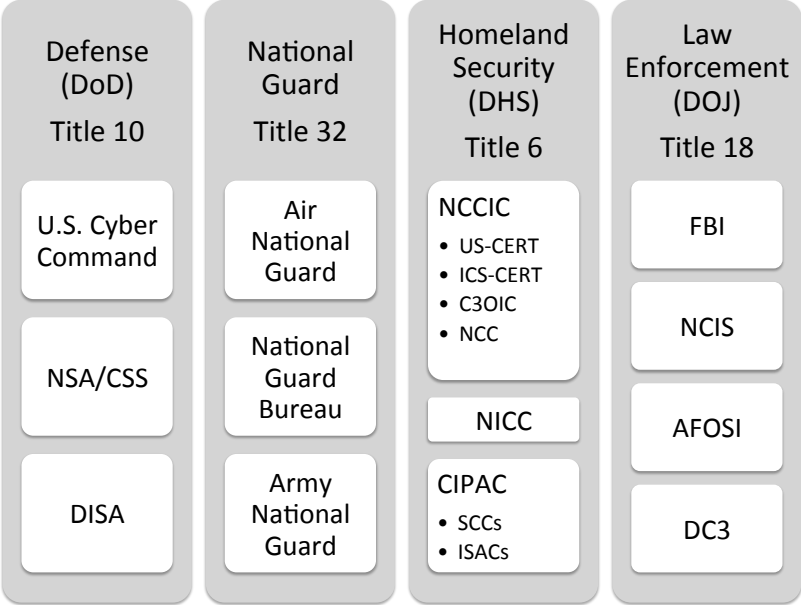 Defense
(DoD)
Title 10
U.S. Cyber
Command
NSA/CSS
DISA
National
Guard
Title 32
Air
National
Guard
National
Guard
Bureau
Army
National
Guard
Homeland
Security
(DHS)
Title 6
NCCIC
• US-CERT
• ICS-CERT
• C3OIC
• NCC
NICC
CIPAC
• SCCs
• ISACs
Law
Enforcement
(DOJ)
Title 18
FBI
NCIS
AFOSI
DC3